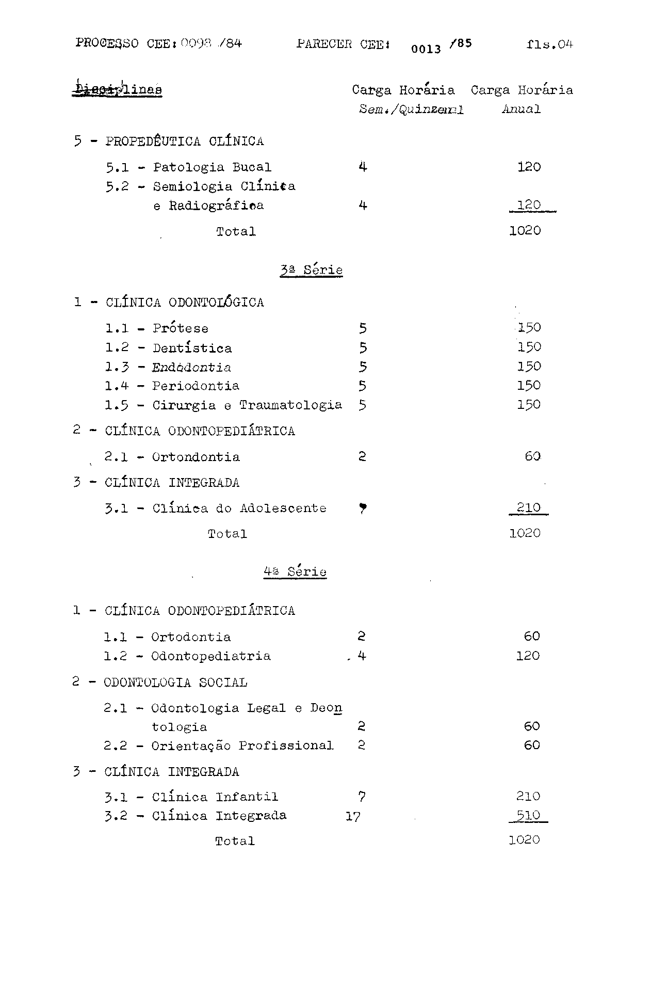 PROCESSO CEE: 0098 /84 PARECER CEE: 0013 /85 fls.04
Disciplinas Carga Horária Carga Horária
Sem./Quinzenal Anual
5 - PROPEDÊUTICA CLÍNICA
5.1 - Patologia Bucal 4 120
5.2 - Semiologia Clínica
e Radiográfica 4 120
Total 1020
3ª Série
1 - CLÍNICA ODONTOLÓGICA
1.1 - Prótese 5 150
1.2 - Dentística 5 150
1.3 - Endodontia 5 150
1.4 - Periodontia 5 150
1.5 - Cirurgia e Traumatologia 5 150
2 - CLÍNICA ODONTOPEDIÁTRICA
2.1 - Ortondontia 2 60
3 - CLÍNICA INTEGRADA
3.1 - Clínica do Adolescente 7 210
Total 1020
4ª Série
1 - CLÍNICA ODONTOPEDIÁTRICA
1.1 - Ortodontia 2 60
1.2 - Odontopediatria 4 120
2 - ODONTOLOGIA SOCIAL
2.1 - Odontologia Legal e Deon
tologia 2 60
2.2 - Orientação Profissional 2 60
3 - CLÍNICA INTEGRADA
3.1 - Clínica Infantil 7 210
3.2 - Clínica Integrada 17 510
Total 1020